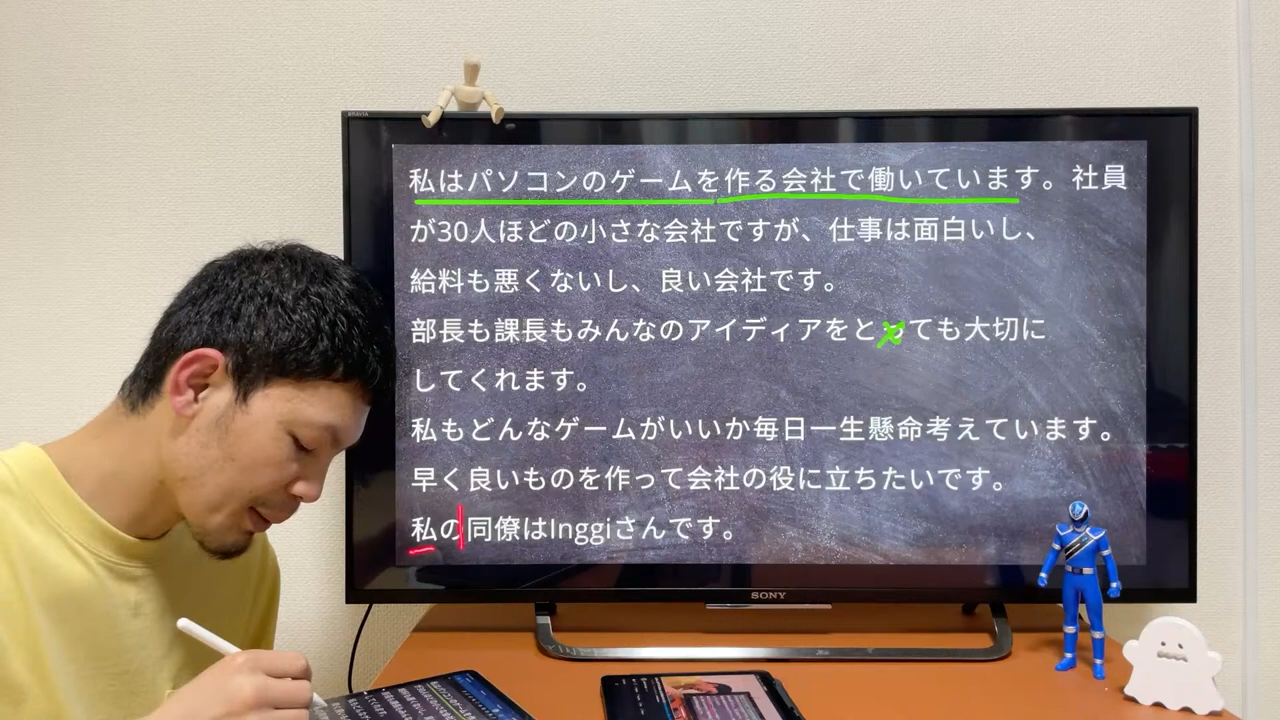 BRAVIA
私はパソコンのゲームを作る会社で働いています。社員
が30人ほどの小さな会社ですが、仕事は面白いし、
給料も悪くないし、良い会社です。
部長も課長もみんなのアイディアをとっても大切に
してくれます。
私もどんなゲームがいいか毎日一生懸命考えています。
早く良いものを作って会社の役に立ちたいです。
私の同僚はInggiさんです。
SONY